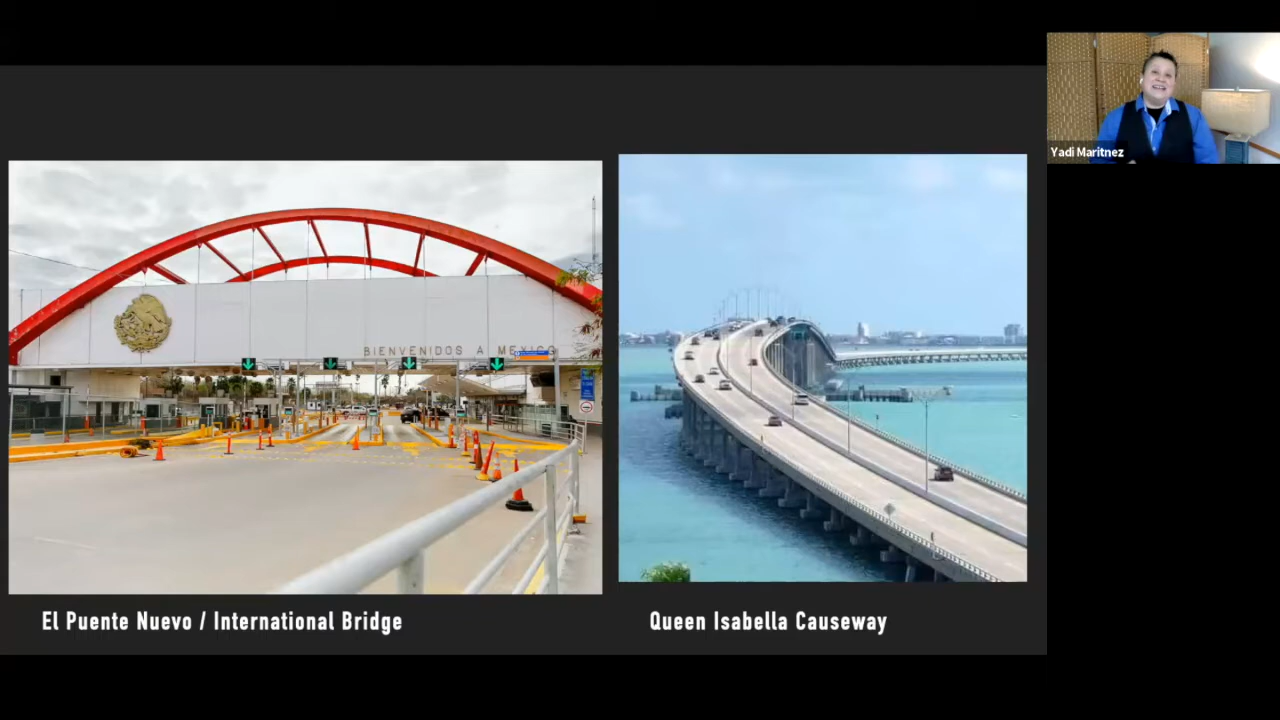 Yadi Maritnez
BIENVENIDOS A MEXICO
El Puente Nuevo / International Bridge
Queen Isabella Causeway